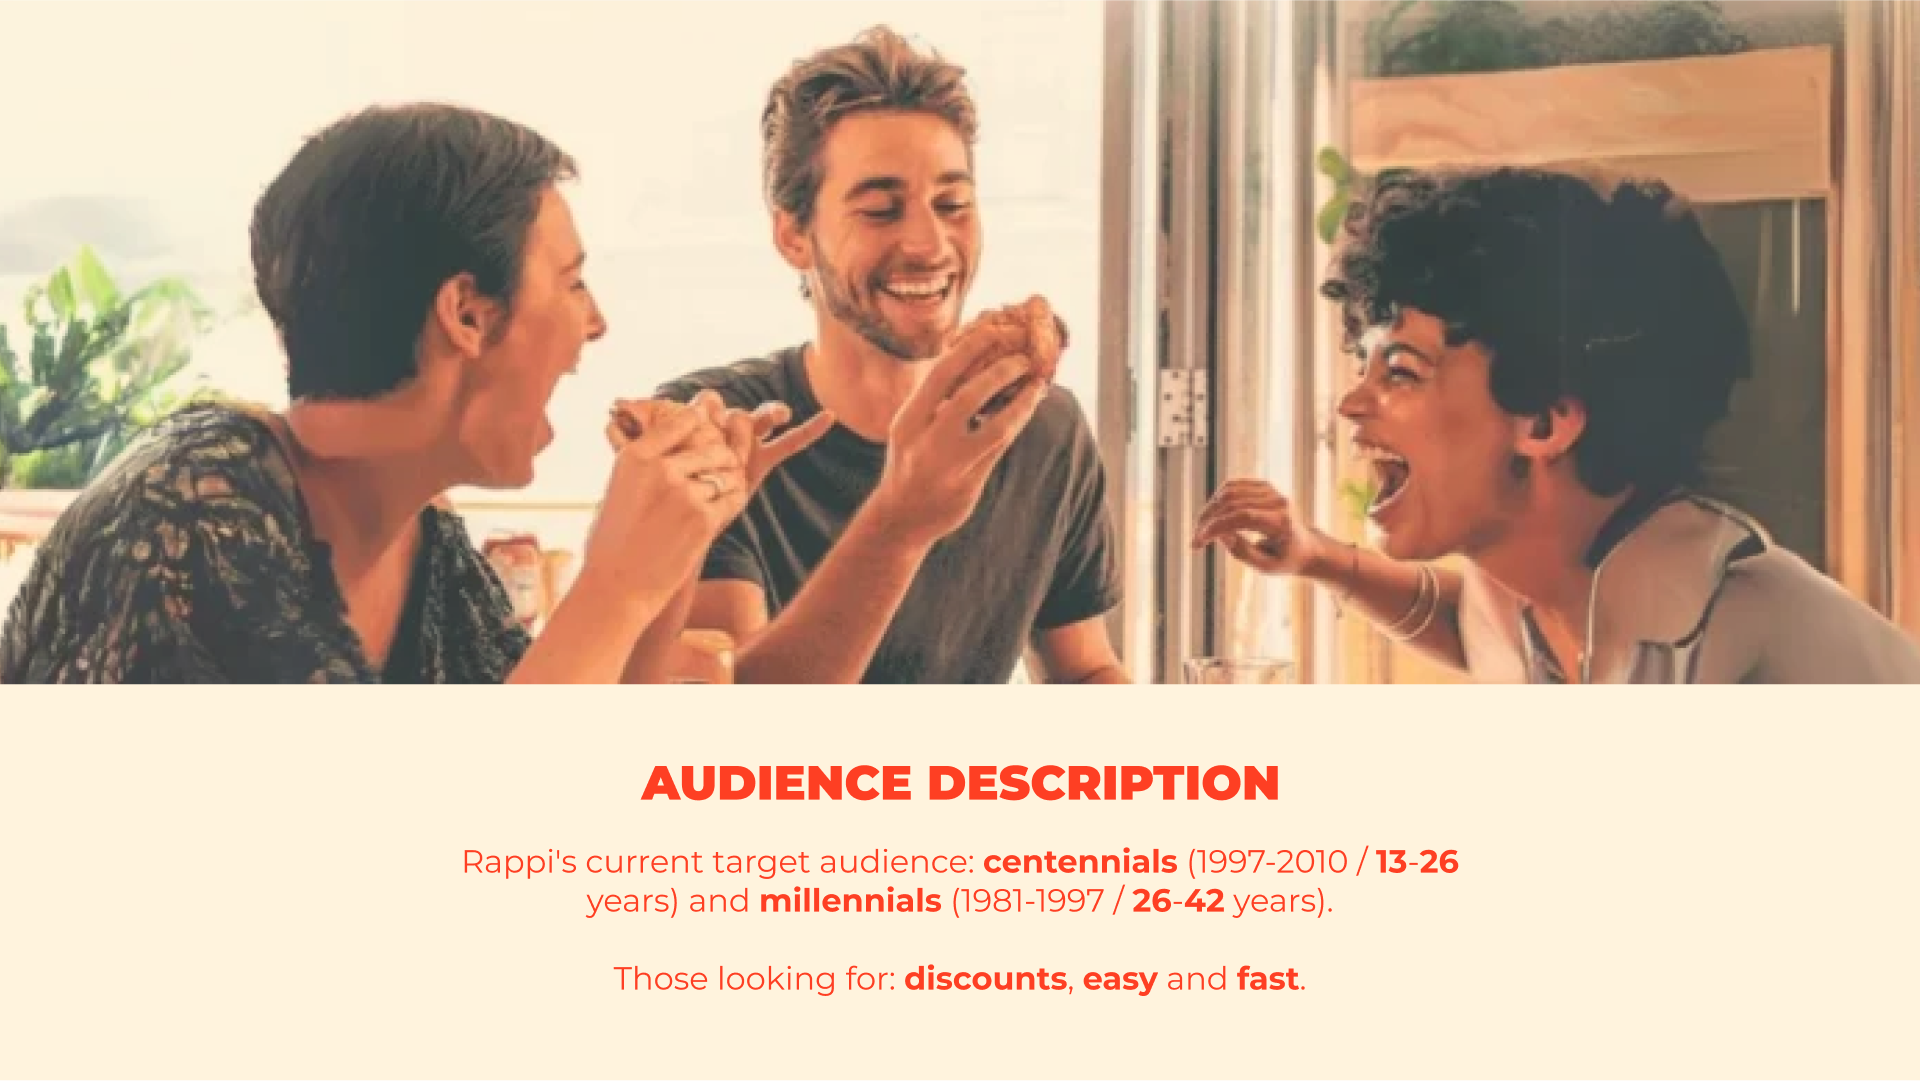 AUDIENCE DESCRIPTION
Rappi's current target audience: centennials (1997-2010 / 13-26
years) and millennials (1981-1997 / 26-42 years).
Those looking for: discounts, easy and fast.